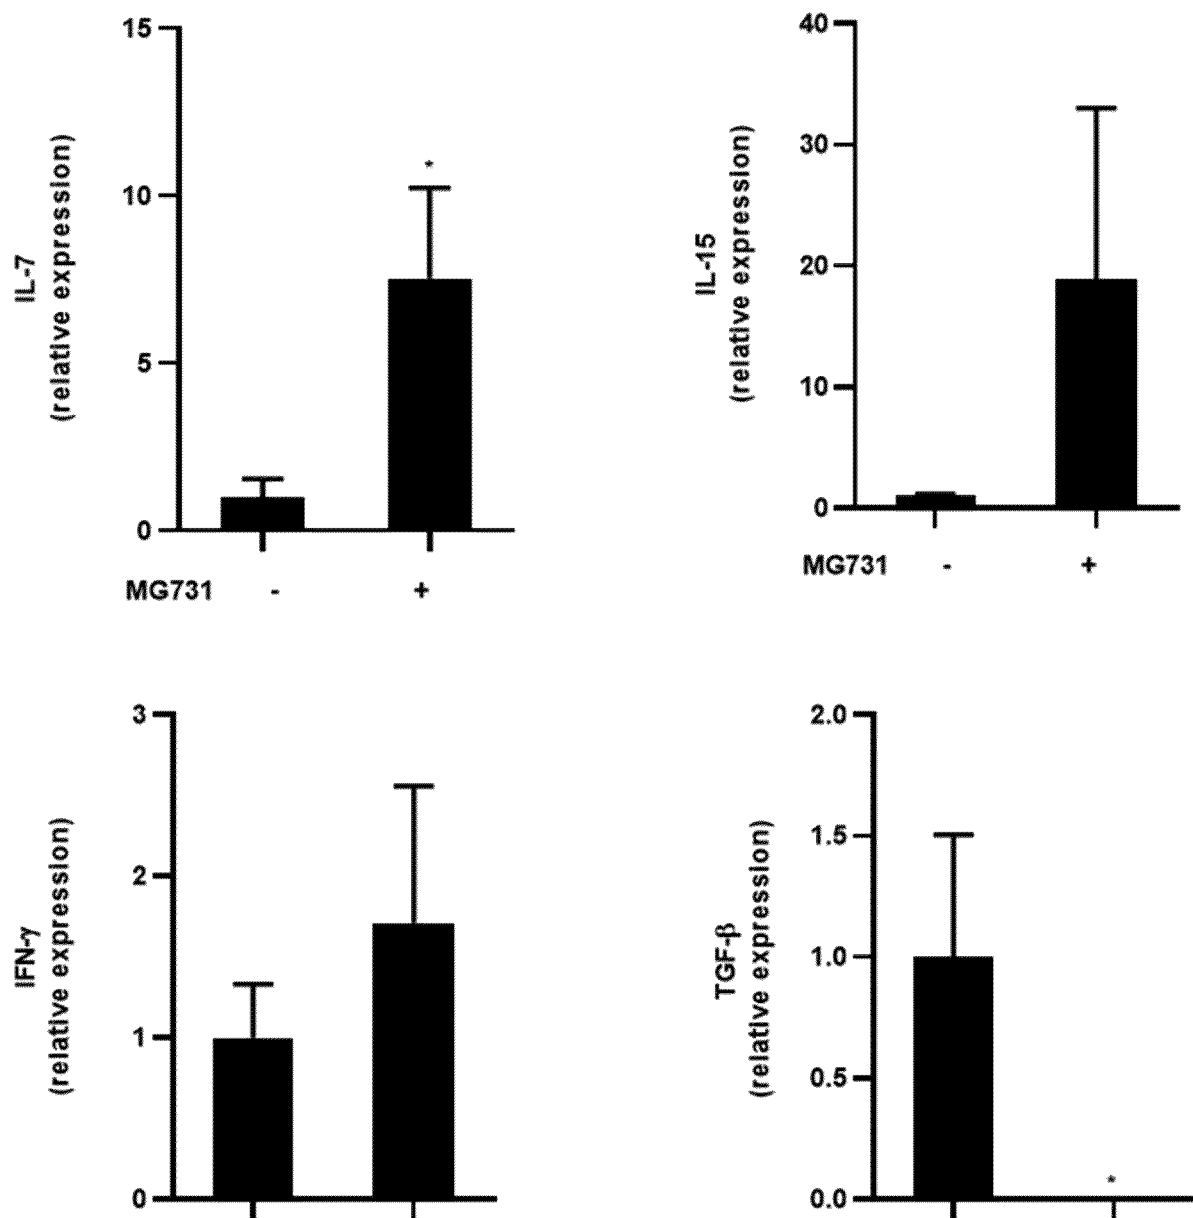 15
10
5
0
IL-7
(relative expression)
*
MG731 - +
40
30
20
10
0
IL-15
(relative expression)
MG731 - +
3
2
1
0
IFN-γ
(relative expression)
2.0
1.5
1.0
0.5
0.0
TGF-β
(relative expression)
*